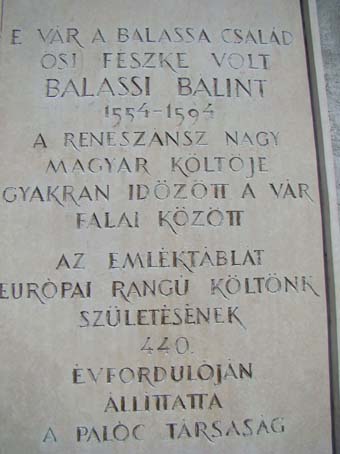 E VÁR A BALASSA CSALÁD
ŐSI FÉSZKE VOLT
BALASSI BÁLINT
1554-1594
A RENESZÁNSZ NAGY
MAGYAR KÖLTŐJE
GYAKRAN IDŐZÖTT A VÁR
FALAI KÖZÖTT
AZ EMLÉKTÁBLÁT
EURÓPAI RANGÚ KÖLTŐNK
SZÜLETÉSÉNEK
440.
ÉVFORDULÓJÁN
ÁLLÍTTATTA
A PALÓC TÁRSASÁG